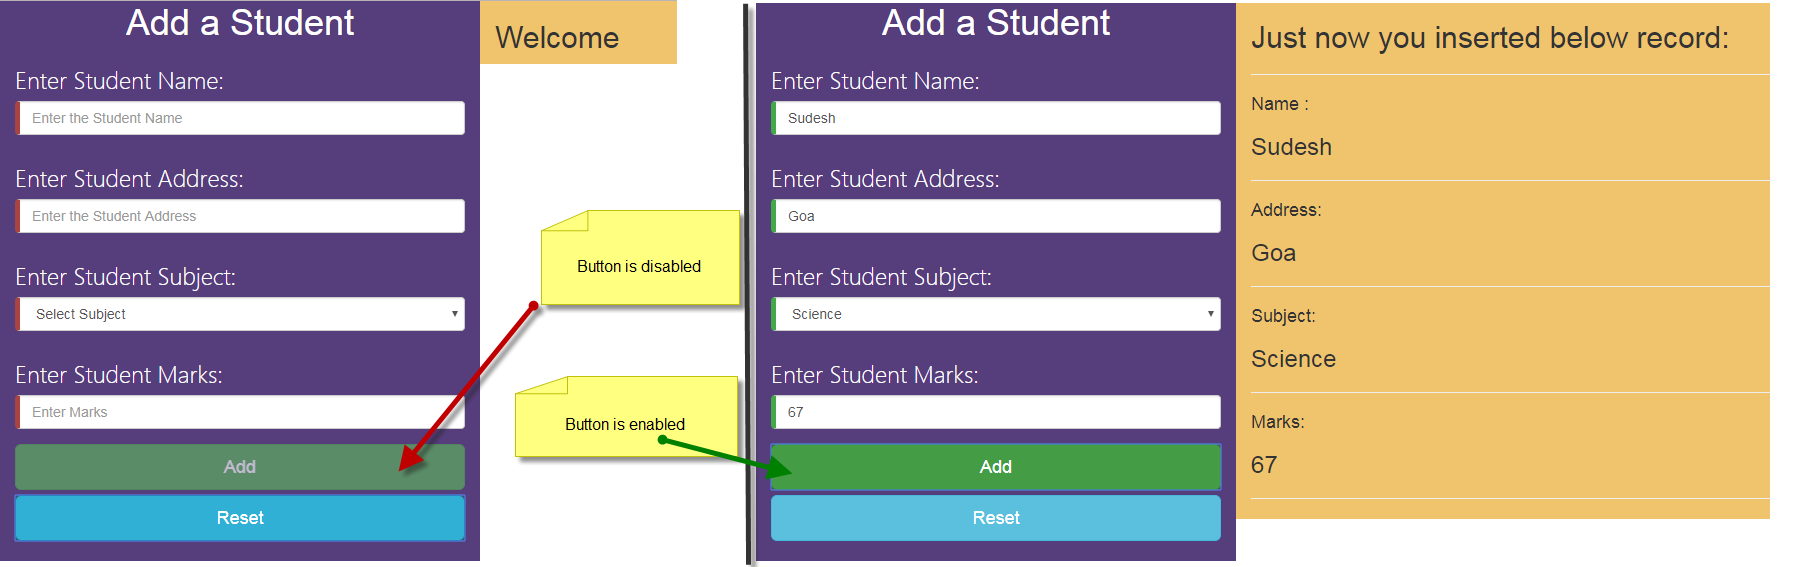 Add a Student
Enter Student Name:
Enter the Student Name
Enter Student Address:
Enter the Student Address
Enter Student Subject:
Select Subject
Enter Student Marks:
Enter Marks
Add
Reset
Welcome
Button is disabled
Button is enabled
Add a Student
Enter Student Name:
Sudesh
Enter Student Address:
Goa
Enter Student Subject:
Science
Enter Student Marks:
67
Add
Reset
Just now you inserted below record:
Name :
Sudesh
Address:
Goa
Subject:
Science
Marks:
67